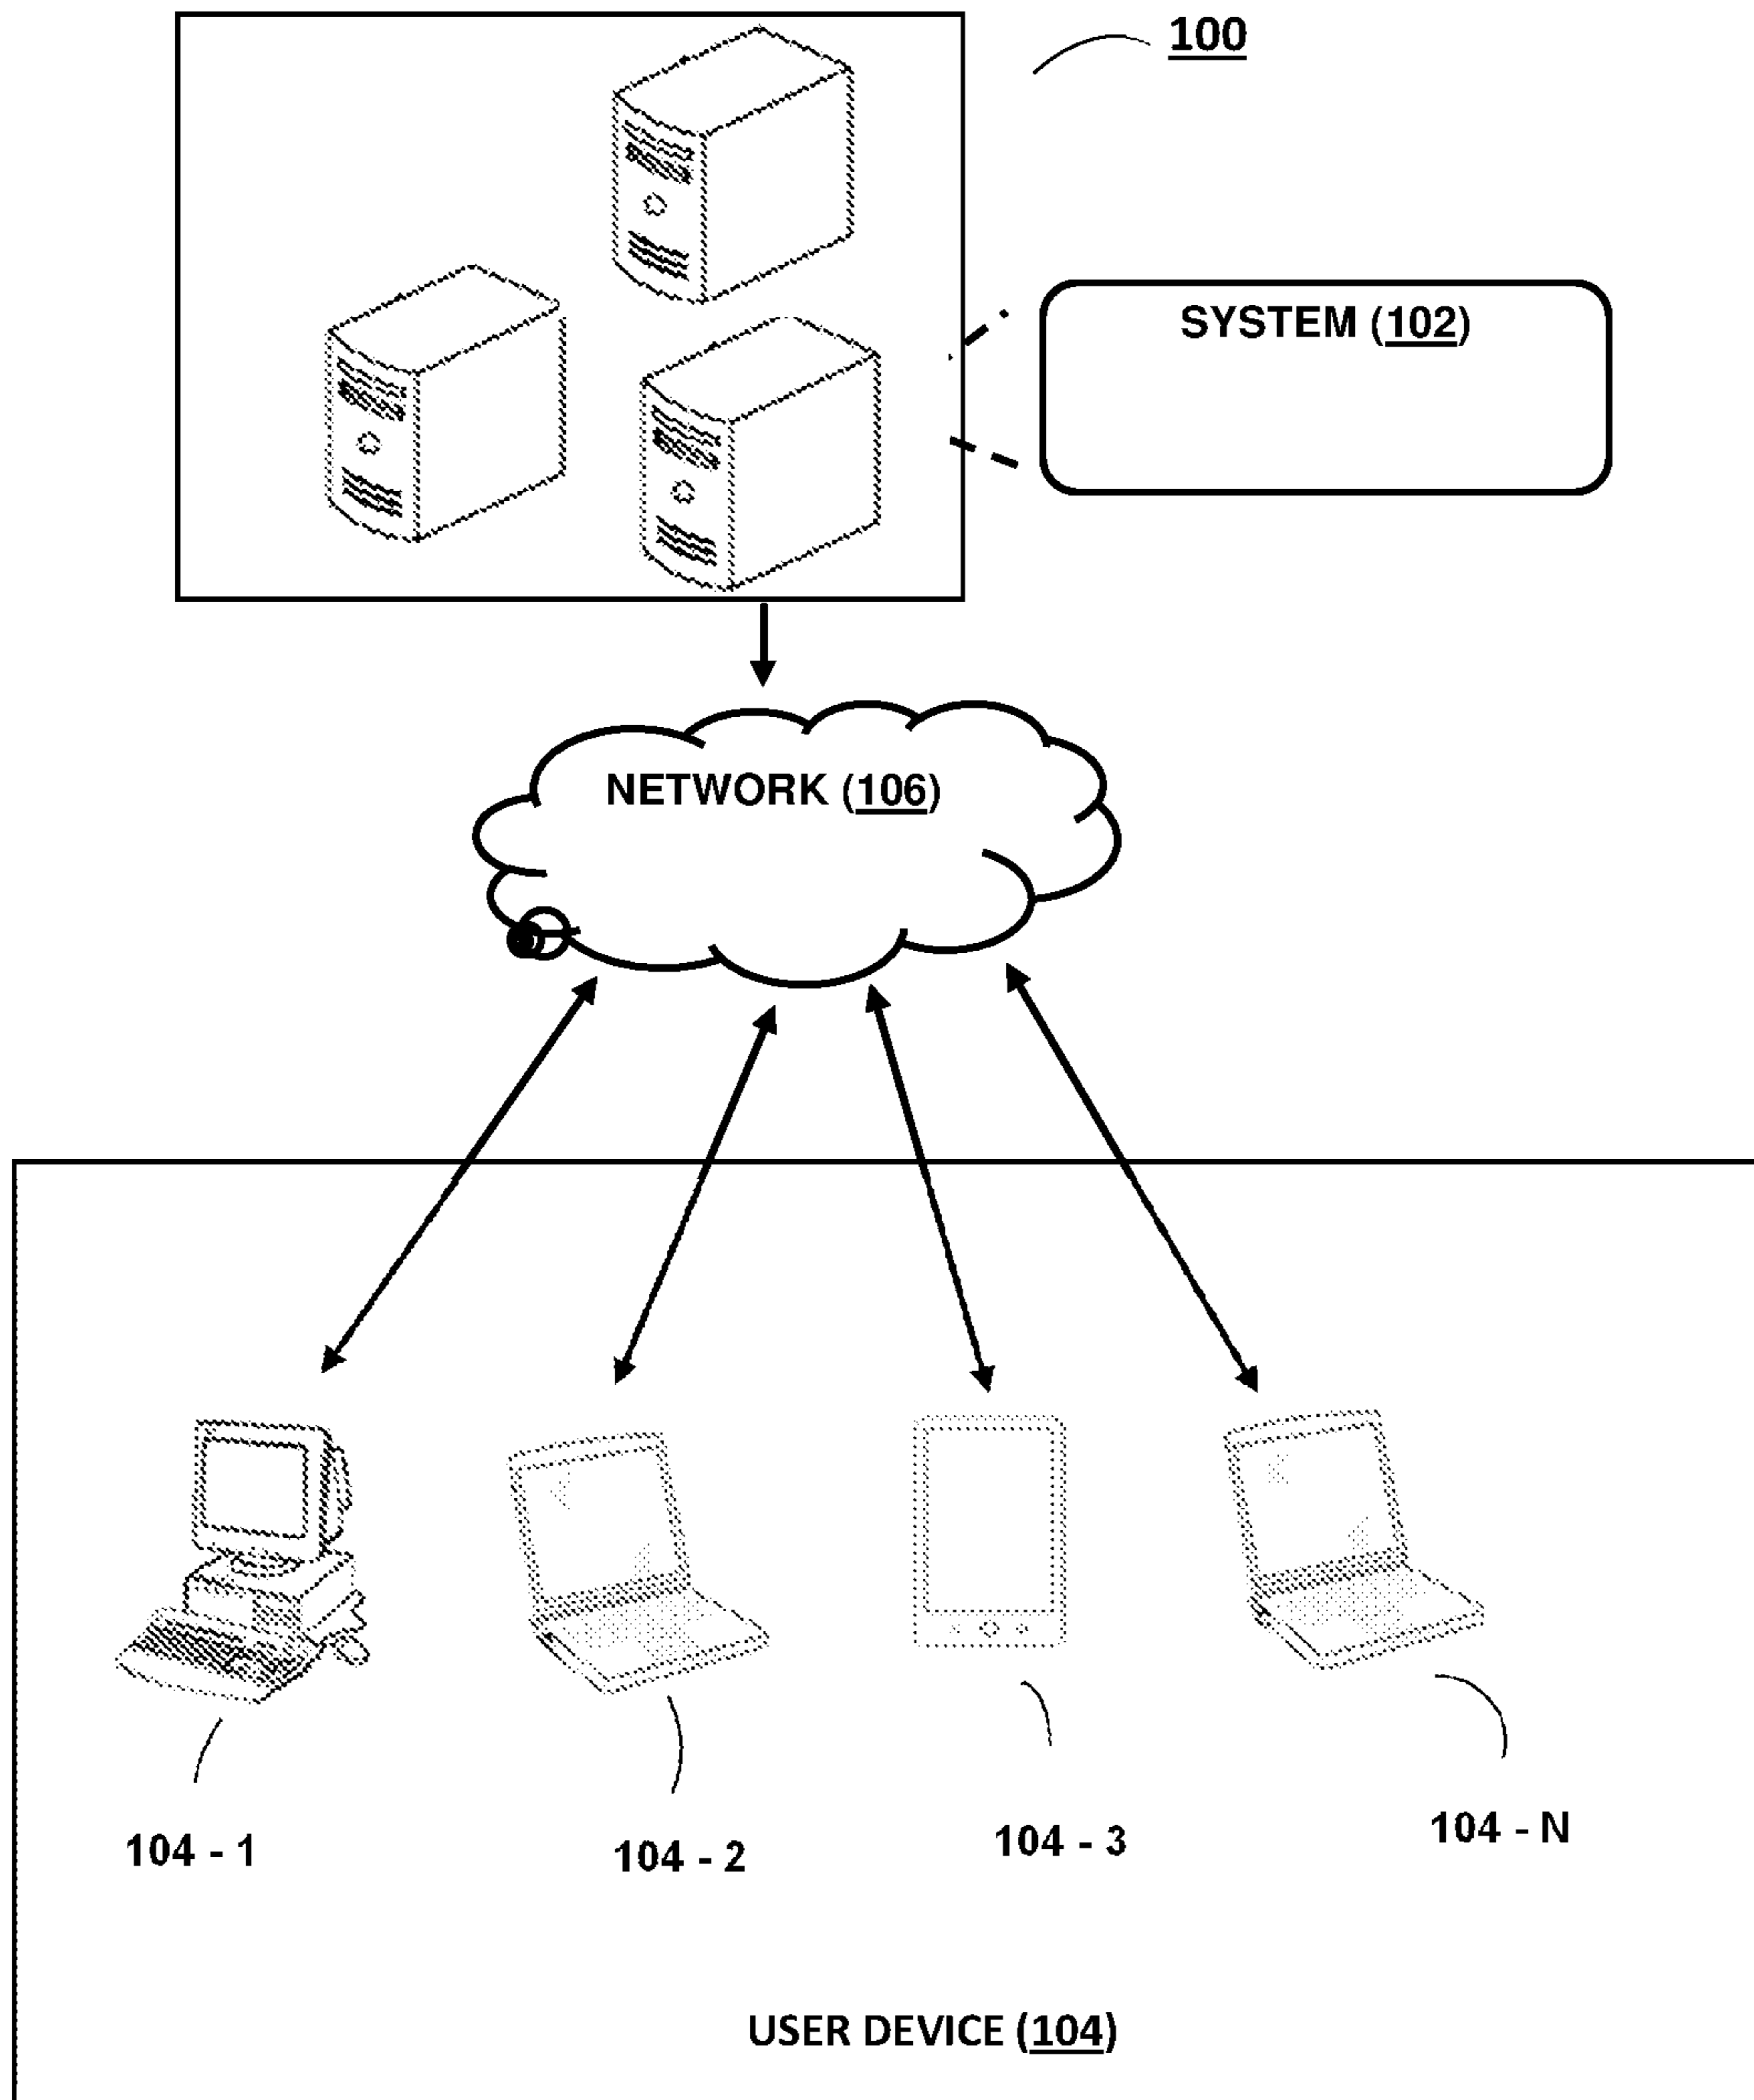 100
SYSTEM (102)
NETWORK (106)
104 - 1
104 - 2
104 - 3
104 - N
USER DEVICE (104)